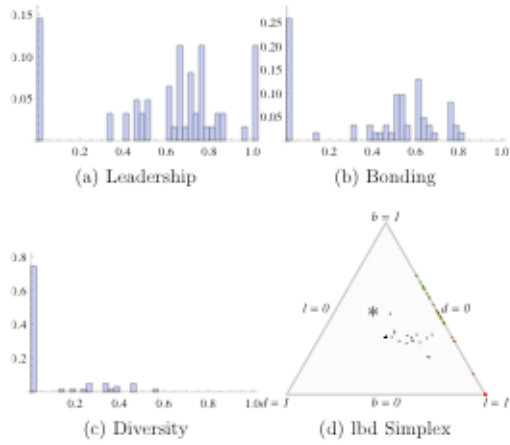 0.15
0.10
0.05
0.2 0.4 0.6 0.8 1.0
(a) Leadership
0.25
0.20
0.15
0.10
0.05
0.2 0.4 0.6 0.8 1.0
(b) Bonding
0.8
0.6
0.4
0.2
0.2 0.4 0.6 0.8 1.0
(c) Diversity
b = 1
l = 0
d = 0
*
d = 1
b = 0
l = 1
(d) lbd Simplex